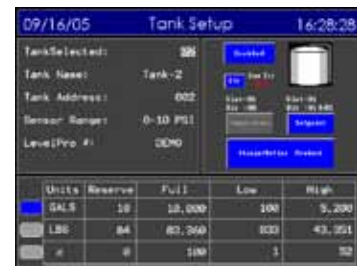 09/16/05 Tank Setup 16:28:28
TankSelected:
Tank Name: Tank-2
Tank Address: 002
Sensor Range: 0-10 PSI
LevelPro #: DEMO
Enabled
Setpoint
Units Reserve Full Low High
GALS 10 10,000 100 5,200
LBS 84 83,360 833 43,351
0 100 1 52